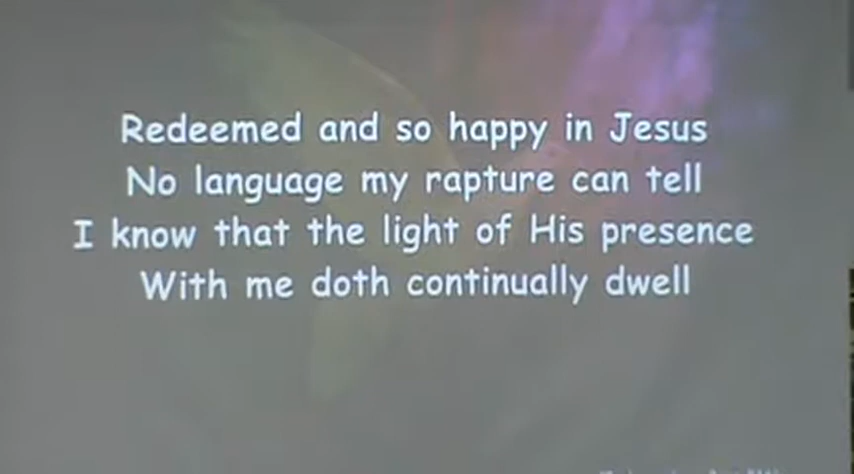 Redeemed and so happy in Jesus
No language my rapture can tell
I know that the light of His presence
With me doth continually dwell